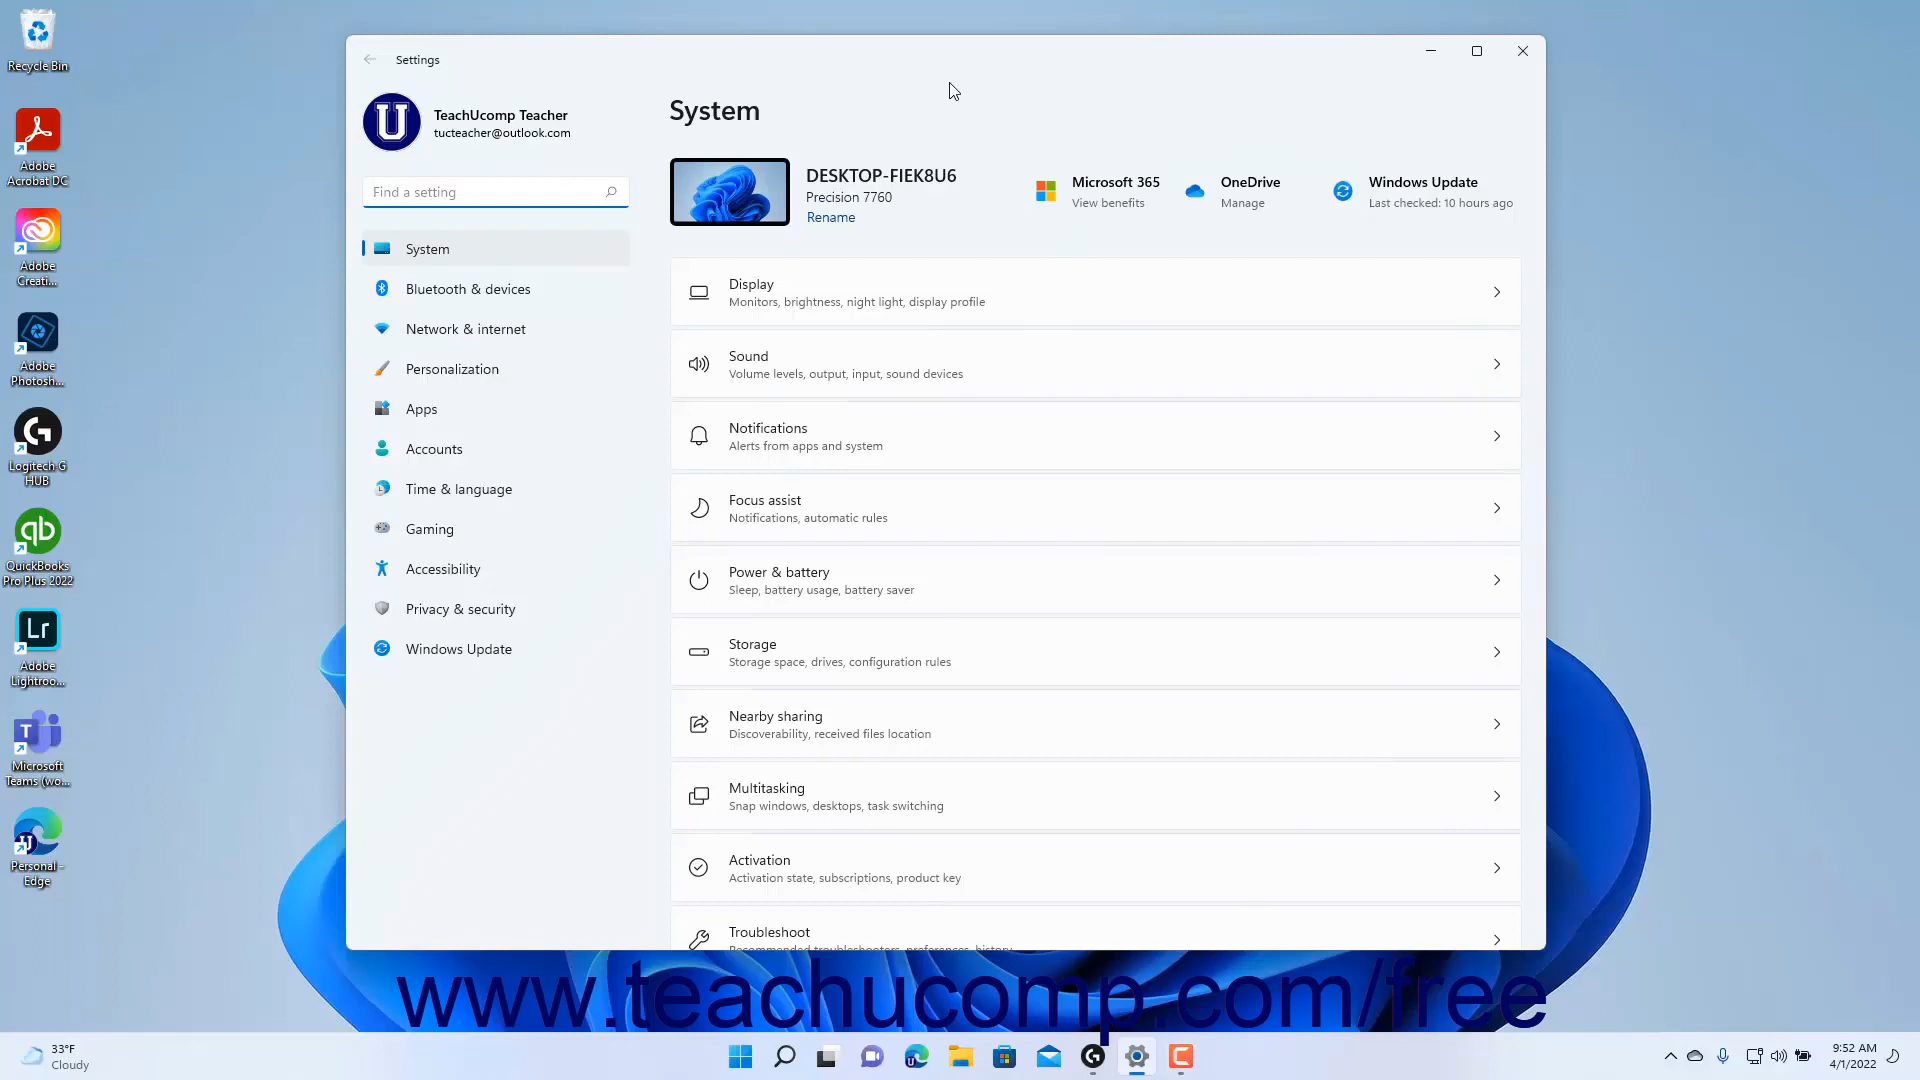 Recycle Bin
Adobe
Acrobat DC
Adobe
Creati...
Adobe
Photosh...
Logitech G
HUB
QuickBooks
Pro Plus 2022
Lr
Adobe
Lightroo...
Microsoft
Teams (wo...
Personal -
Edge
Settings
TeachUcomp Teacher
tucteacher@outlook.com
Find a setting
System
Bluetooth & devices
Network & internet
Personalization
Apps
Accounts
Time & language
Gaming
Accessibility
Privacy & security
Windows Update
System
DESKTOP-FIEK8U6
Precision 7760
Rename
Microsoft 365
View benefits
OneDrive
Manage
Windows Update
Last checked: 10 hours ago
Display
Monitors, brightness, night light, display profile
Sound
Volume levels, output, input, sound devices
Notifications
Alerts from apps and system
Focus assist
Notifications, automatic rules
Power & battery
Sleep, battery usage, battery saver
Storage
Storage space, drives, configuration rules
Nearby sharing
Discoverability, received files location
Multitasking
Snap windows, desktops, task switching
Activation
Activation state, subscriptions, product key
Troubleshoot
Recommended troubleshooters, preferences, history
www.teachucomp.com/free
33°F
Cloudy
9:52 AM
4/1/2022